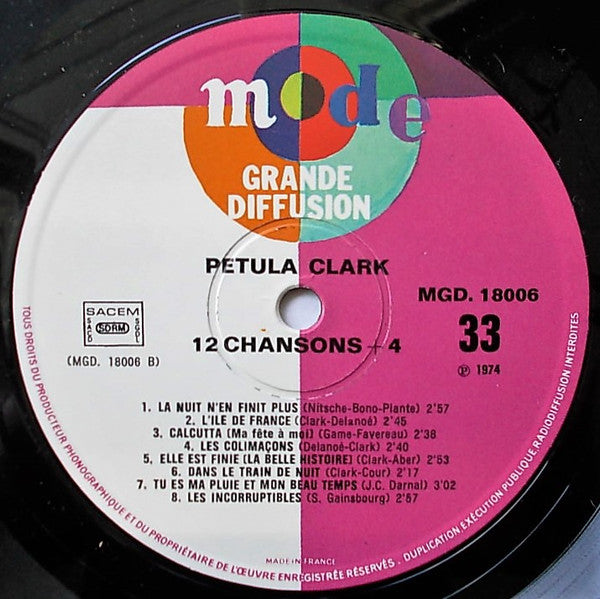 mode
GRANDE
DIFFUSION
PETULA CLARK
MGD. 18006
SACEM
SACD
SDRM
SGDL
(MGD. 18006 B)
12 CHANSONS + 4
33
℗ 1974
1. LA NUIT N'EN FINIT PLUS (Nitsche-Bono-Plante) 2'57
2. L'ILE DE FRANCE (Clark-Delanoé) 2'45
3. CALCUTTA (Ma fête à moi) (Game-Favereau) 2'38
4. LES COLIMAÇONS (Delanoé-Clark) 2'40
5. ELLE EST FINIE (LA BELLE HISTOIRE) (Clark-Aber) 2'53
6. DANS LE TRAIN DE NUIT (Clark-Cour) 2'17
7. TU ES MA PLUIE ET MON BEAU TEMPS (J.C. Darnal) 3'02
8. LES INCORRUPTIBLES (S. Gainsbourg) 2'57
MADE IN FRANCE
TOUS DROITS DU PRODUCTEUR PHONOGRAPHIQUE ET DU PROPRIÉTAIRE DE L'ŒUVRE ENREGISTRÉE RÉSERVÉS. DUPLICATION EXÉCUTION PUBLIQUE RADIODIFFUSION INTERDITES